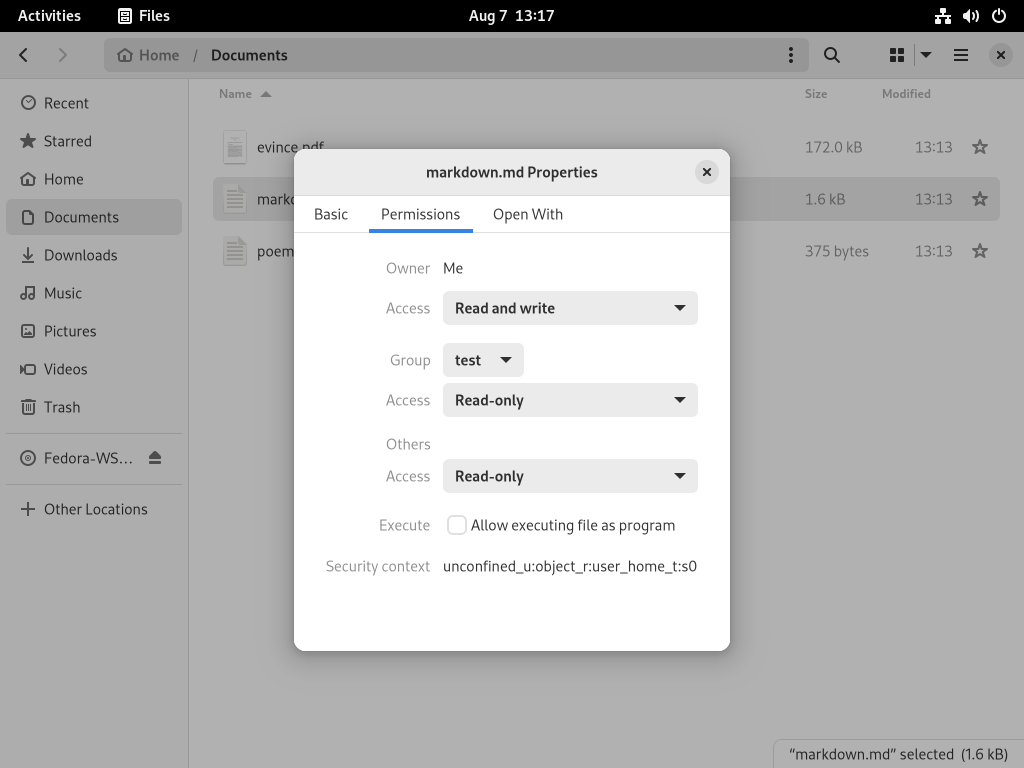 Activities
Files
Aug 7 13:17
Home / Documents
Name
Size
Modified
Recent
Starred
Home
Documents
Downloads
Music
Pictures
Videos
Trash
Fedora-WS…
Other Locations
evince.pdf
172.0 kB
13:13
markd
1.6 kB
13:13
poem
375 bytes
13:13
markdown.md Properties
Basic
Permissions
Open With
Owner Me
Access Read and write
Group test
Access Read-only
Others
Access Read-only
Execute Allow executing file as program
Security context unconfined_u:object_r:user_home_t:s0
“markdown.md” selected (1.6 kB)